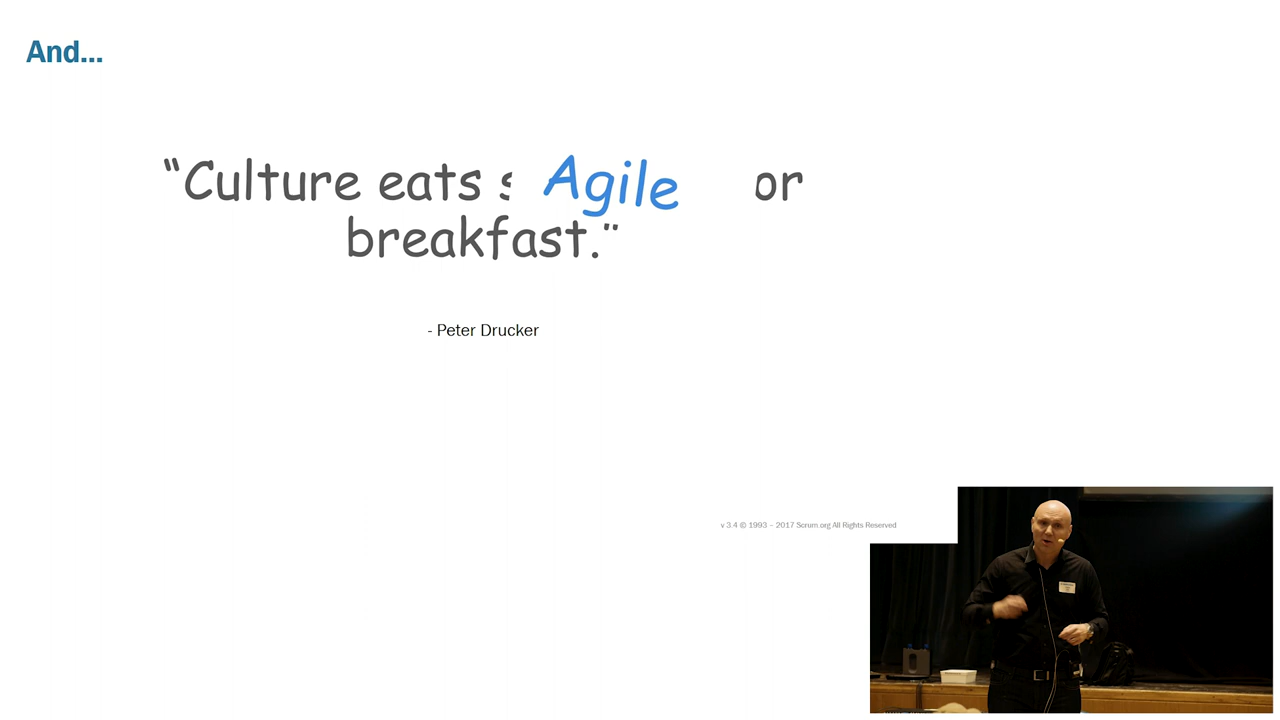 And...
“Culture eats s Agile or
breakfast.”
- Peter Drucker
v 3.4 © 1993 – 2017 Scrum.org All Rights Reserved